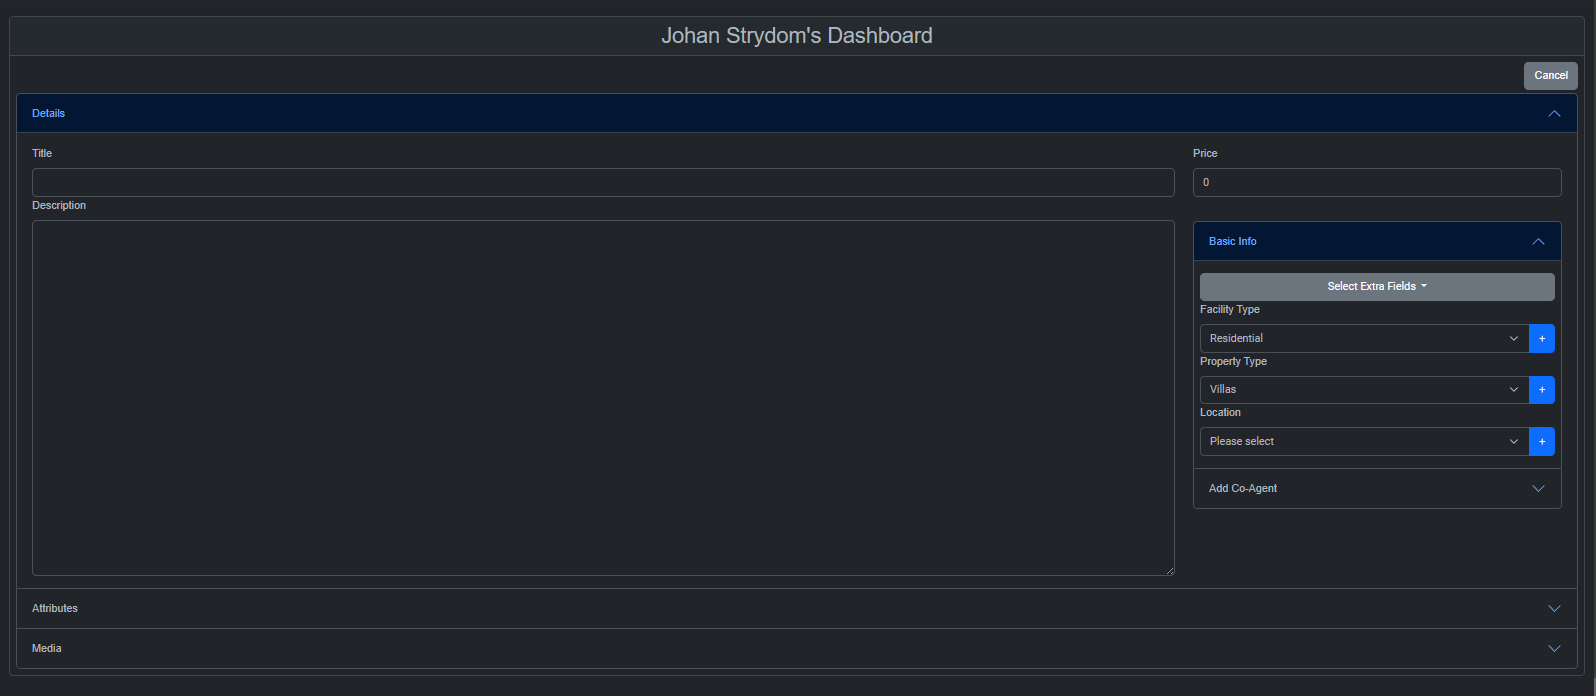 Johan Strydom's Dashboard
Cancel
Details
Title
Price
0
Description
Basic Info
Select Extra Fields
Facility Type
Residential
+
Property Type
Villas
+
Location
Please select
+
Add Co-Agent
Attributes
Media